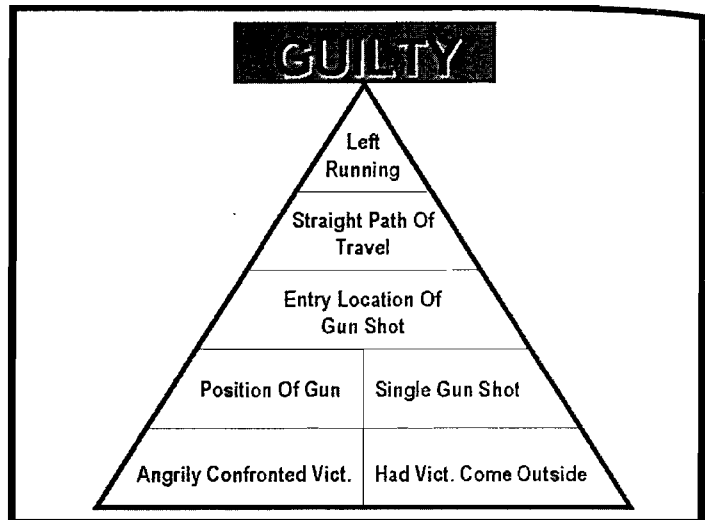 GUILTY
Left
Running
Straight Path Of
Travel
Entry Location Of
Gun Shot
Position Of Gun
Single Gun Shot
Angrily Confronted Vict.
Had Vict. Come Outside